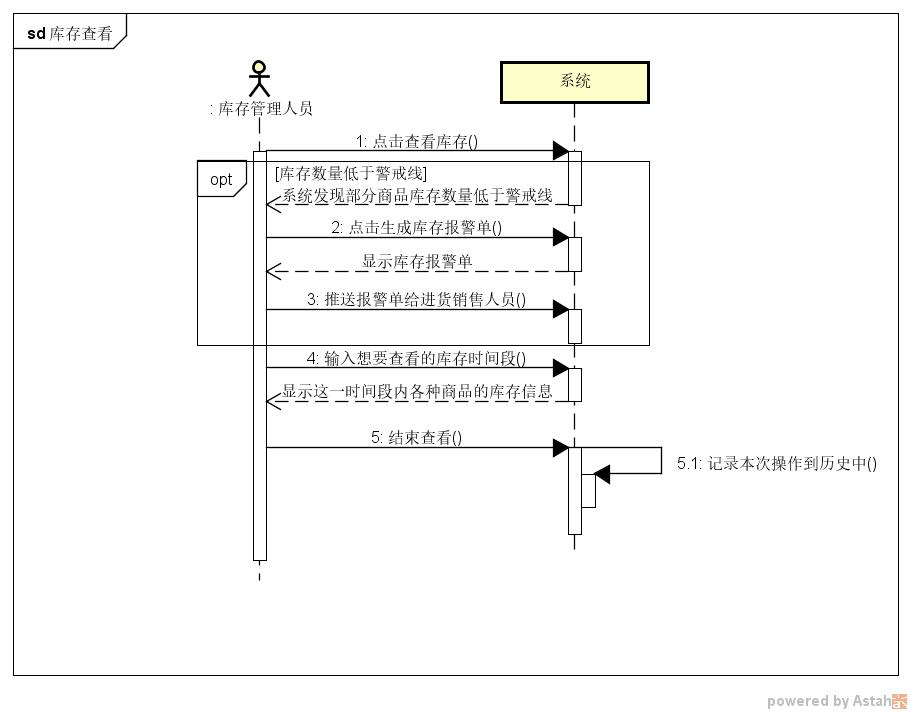 sd 库存查看
: 库存管理人员
系统
1: 点击查看库存()
opt
[库存数量低于警戒线]
系统发现部分商品库存数量低于警戒线
2: 点击生成库存报警单()
显示库存报警单
3: 推送报警单给进货销售人员()
4: 输入想要查看的库存时间段()
显示这一时间段内各种商品的库存信息
5: 结束查看()
5.1: 记录本次操作到历史中()
powered by Astah